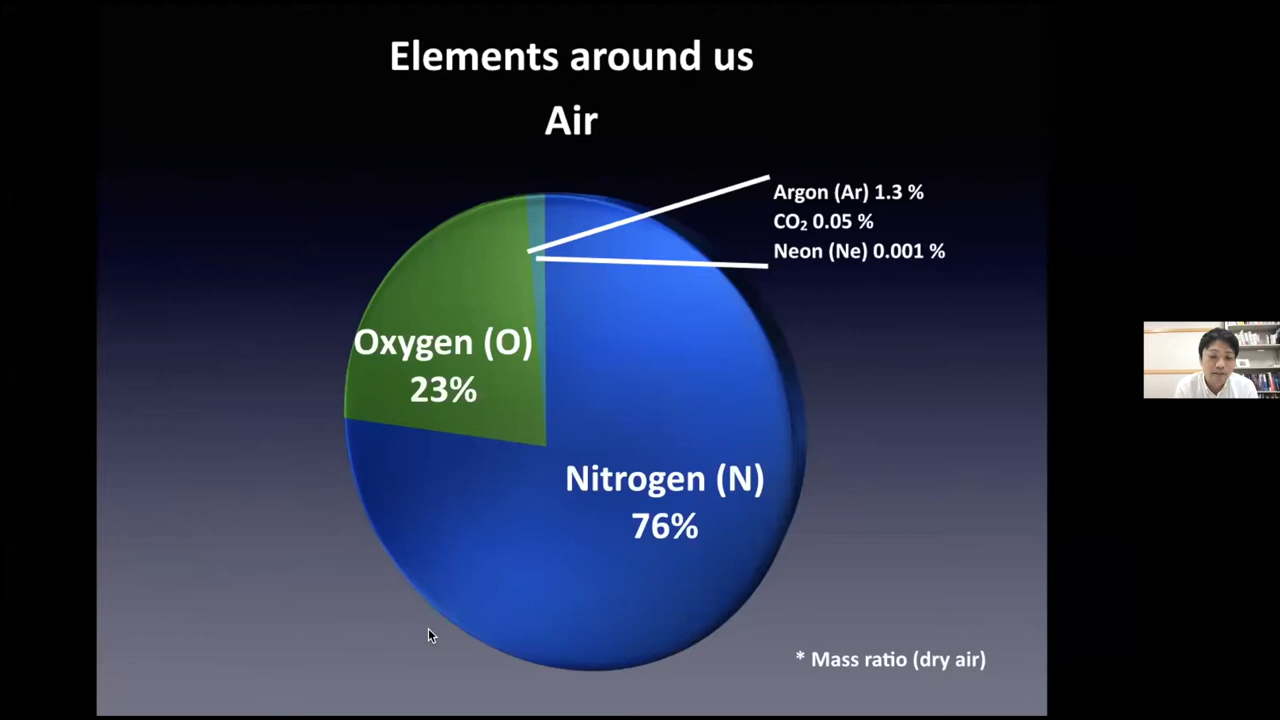 Elements around us
Air
Argon (Ar) 1.3 %
CO₂ 0.05 %
Neon (Ne) 0.001 %
Oxygen (O)
23%
Nitrogen (N)
76%
* Mass ratio (dry air)